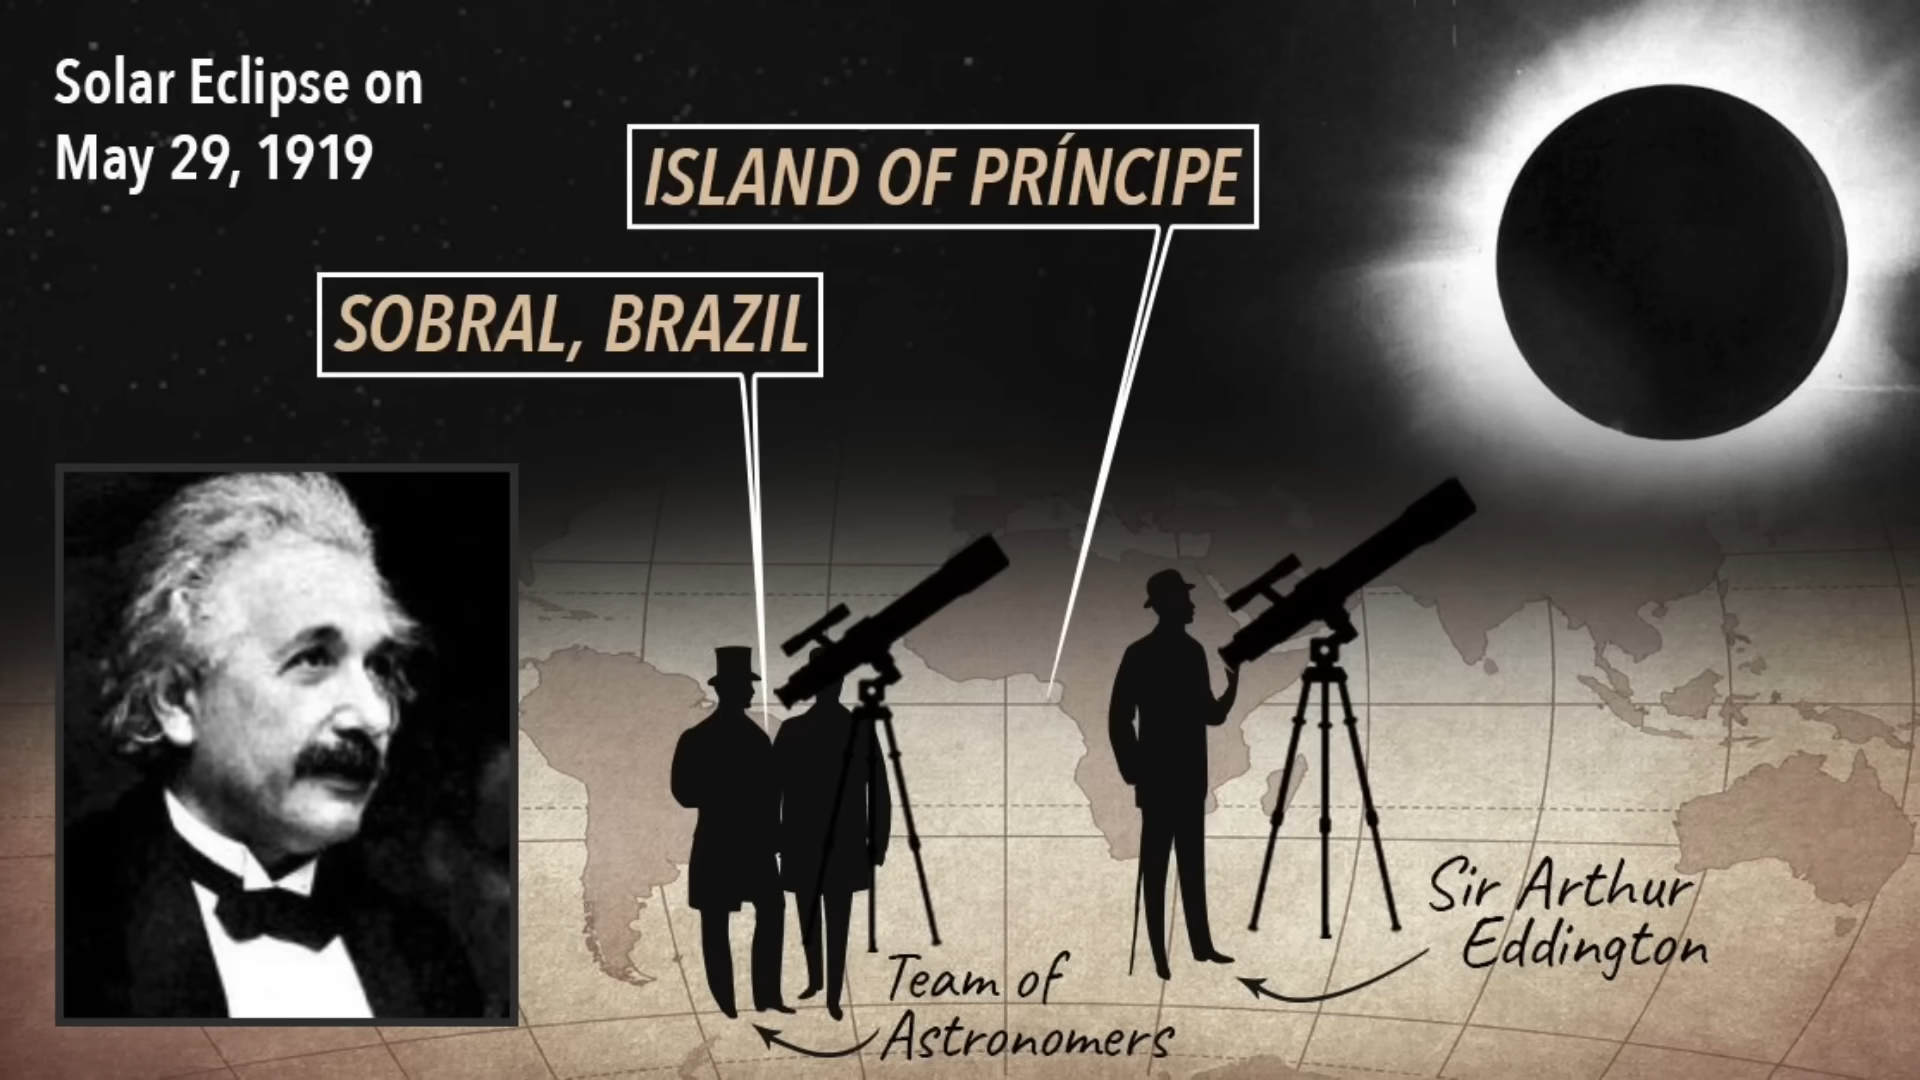 Solar Eclipse on
May 29, 1919
ISLAND OF PRÍNCIPE
SOBRAL, BRAZIL
Sir Arthur
Eddington
Team of
Astronomers